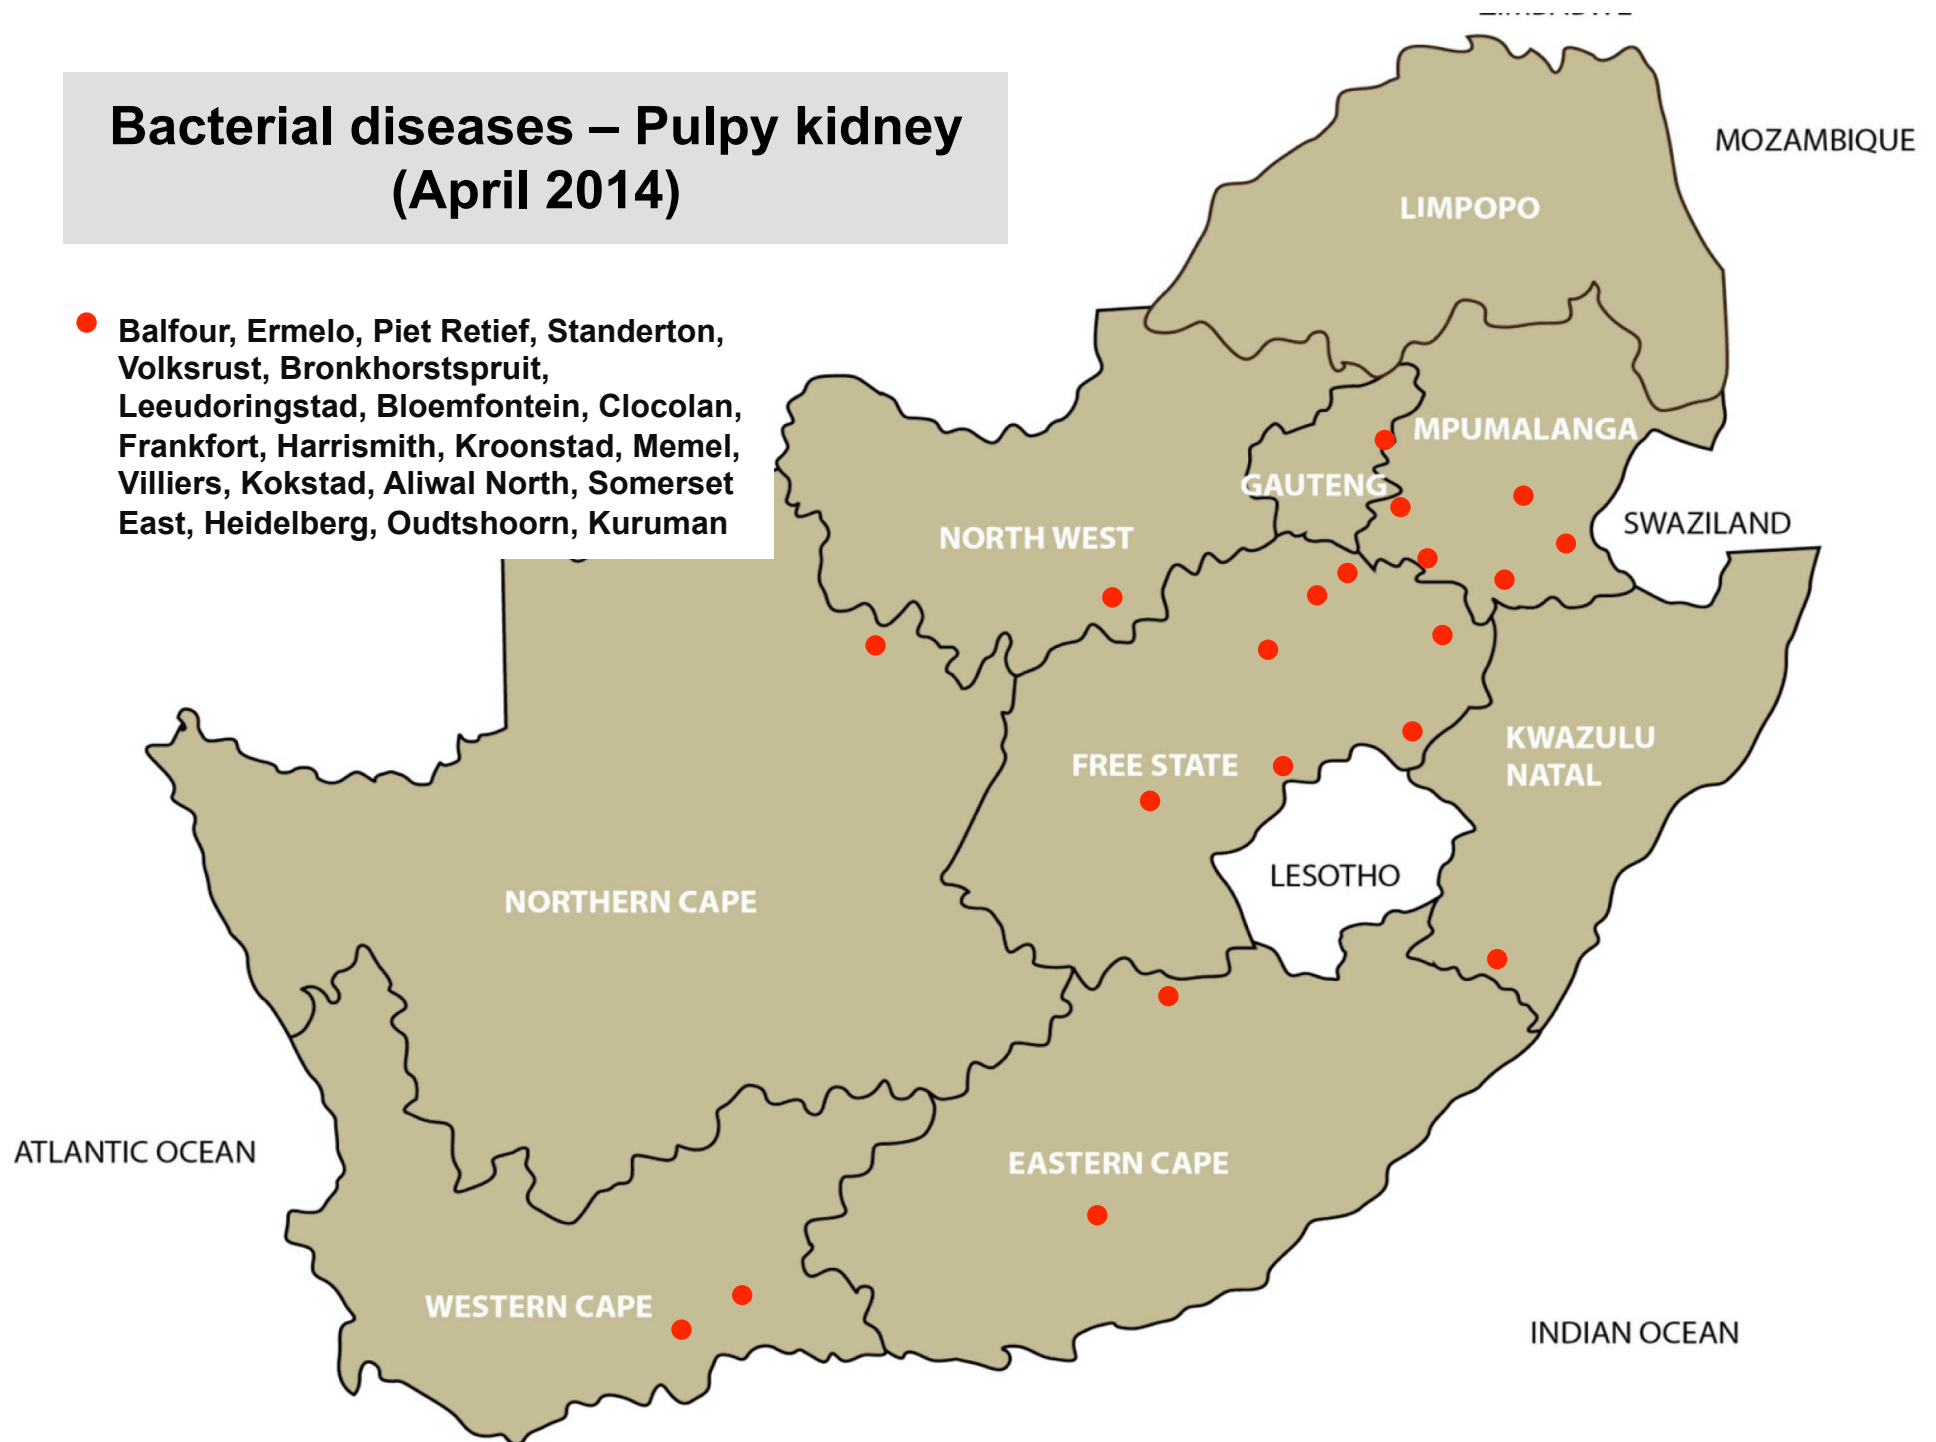 Bacterial diseases – Pulpy kidney
(April 2014)
Balfour, Ermelo, Piet Retief, Standerton,
Volksrust, Bronkhorstspruit,
Leeudoringstad, Bloemfontein, Clocolan,
Frankfort, Harrismith, Kroonstad, Memel,
Villiers, Kokstad, Aliwal North, Somerset
East, Heidelberg, Oudtshoorn, Kuruman
MOZAMBIQUE
LIMPOPO
MPUMALANGA
GAUTENG
SWAZILAND
NORTH WEST
KWAZULU
NATAL
FREE STATE
LESOTHO
NORTHERN CAPE
ATLANTIC OCEAN
EASTERN CAPE
WESTERN CAPE
INDIAN OCEAN